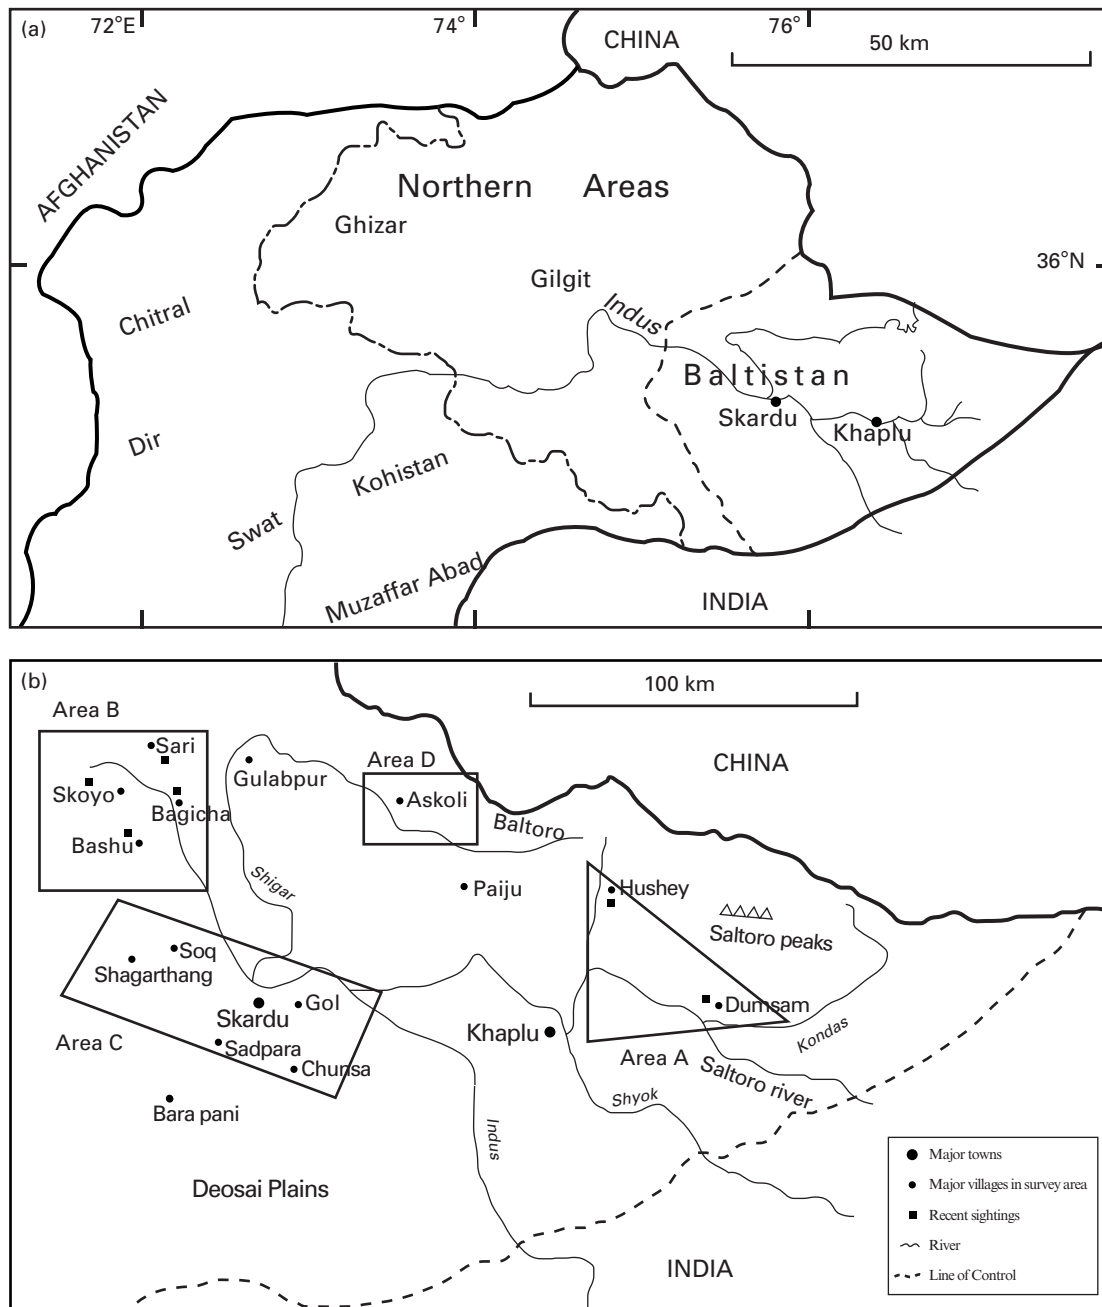 (a)
72°E
74°
76°
CHINA
50 km
AFGHANISTAN
Northern Areas
Ghizar
36°N
Gilgit
Indus
Chitral
Baltistan
Skardu
Khaplu
Dir
Kohistan
Swat
Muzaffar Abad
INDIA
(b)
100 km
Area B
Sari
CHINA
Area D
Gulabpur
Skoyo
Askoli
Bagicha
Baltoro
Bashu
Shigar
Paiju
Hushey
Saltoro peaks
Soq
Shagarthang
Gol
Dumsam
Skardu
Khaplu
Kondas
Area C
Sadpara
Area A
Chunsa
Saltoro river
Shyok
Bara pani
Indus
Deosai Plains
INDIA
Major towns
Major villages in survey area
Recent sightings
River
Line of Control